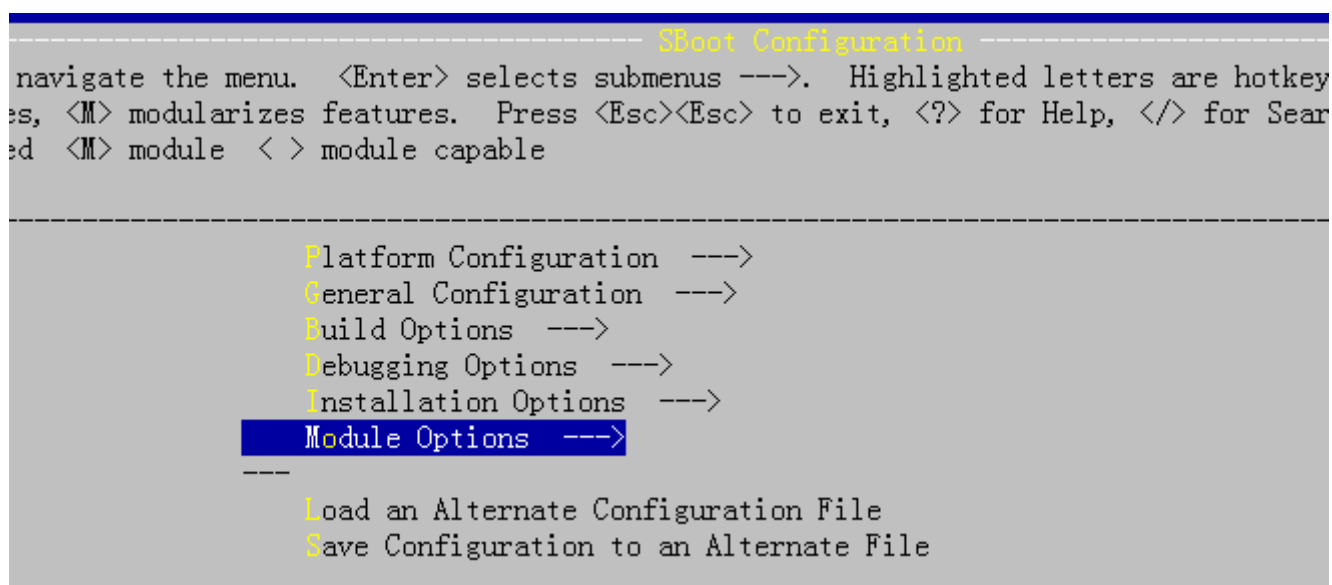 SBoot Configuration
navigate the menu. <Enter> selects submenus --->. Highlighted letters are hotkey
es, <M> modularizes features. Press <Esc><Esc> to exit, <?> for Help, </> for Sear
ed <M> module < > module capable
Platform Configuration --->
General Configuration --->
Build Options --->
Debugging Options --->
Installation Options --->
Module Options --->
---
Load an Alternate Configuration File
Save Configuration to an Alternate File